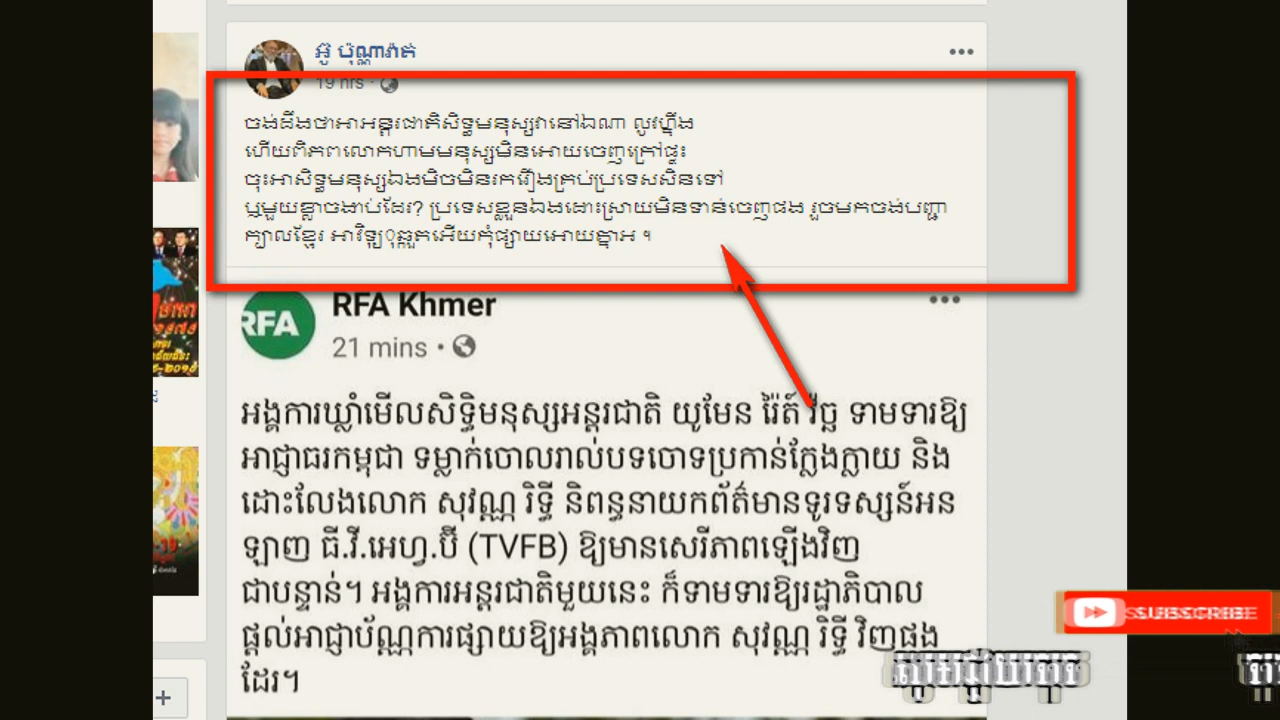 អ៊ូ ប៊ុណ្ណារ៉ាត់
19 hrs ·
ចង់ដឹងថាអាអន្តរជាតិសិទ្ធមនុស្សវានៅឯណា លូវហ្នឹង
ហើយពិភពលោកហាមមនុស្សមិនអោយចេញក្រៅផ្ទះ
ចុះអាសិទ្ធមនុស្សឯងមិចមិនរករឿងគ្រប់ប្រទេសសិនទៅ
ឬមួយខ្លាចងាប់ដែរ? ប្រទេសខ្លួនឯងដោះស្រាយមិនទាន់ចេញផង រួចមកចង់បញ្ជា
ក្បាលខ្មែរ ឆ្កួតអើយកុំផ្សាយអោយគ្នាអ ។
RFA
RFA Khmer
21 mins ·
អង្គការឃ្លាំមើលសិទ្ធិមនុស្សអន្តរជាតិ យូមែន រ៉ៃត៍ វ៉ច្ឆ ទាមទារឱ្យ
អាជ្ញាធរកម្ពុជា ទម្លាក់ចោលរាល់បទចោទប្រកាន់ក្លែងក្លាយ និង
ដោះលែងលោក សុវណ្ណ រិទ្ធី និពន្ធនាយកព័ត៌មានទូរទស្សន៍អន
ឡាញ ធី.វី.អេហ្វ.ប៊ី (TVFB) ឱ្យមានសេរីភាពឡើងវិញ
ជាបន្ទាន់។ អង្គការអន្តរជាតិមួយនេះ ក៏ទាមទារឱ្យរដ្ឋាភិបាល
ផ្តល់អាជ្ញាប័ណ្ណការផ្សាយឱ្យអង្គភាពលោក សុវណ្ណ រិទ្ធី វិញផង
ដែរ។
SUBSCRIBE